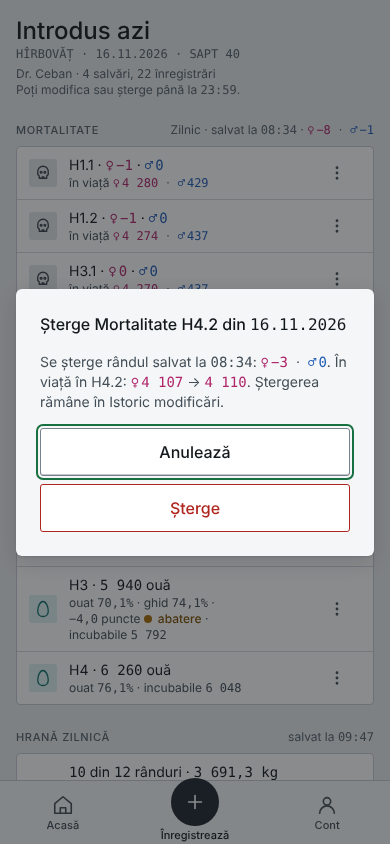 Introdus azi
HÎRBOVĂȚ · 16.11.2026 · SAPT 40
Dr. Ceban · 4 salvări, 22 înregistrări
Poți modifica sau șterge până la 23:59.
MORTALITATE
Zilnic · salvat la 08:34 · ♀−8 · ♂−1
H1.1 · ♀−1 · ♂0
în viață ♀4 280 · ♂429
H1.2 · ♀−1 · ♂0
în viață ♀4 274 · ♂437
H3.1 · ♀0 · ♂0
Șterge Mortalitate H4.2 din 16.11.2026
Se șterge rândul salvat la 08:34: ♀−3 · ♂0. În
viață în H4.2: ♀4 107 → 4 110. Ștergerea
rămâne în Istoric modificări.
Anulează
Șterge
H3 · 5 940 ouă
ouat 70,1% · ghid 74,1% ·
−4,0 puncte abatere ·
incubabile 5 792
H4 · 6 260 ouă
ouat 76,1% · incubabile 6 048
HRANĂ ZILNICĂ
salvat la 09:47
10 din 12 rânduri · 3 691,3 kg
Acasă
Înregistrează
Cont